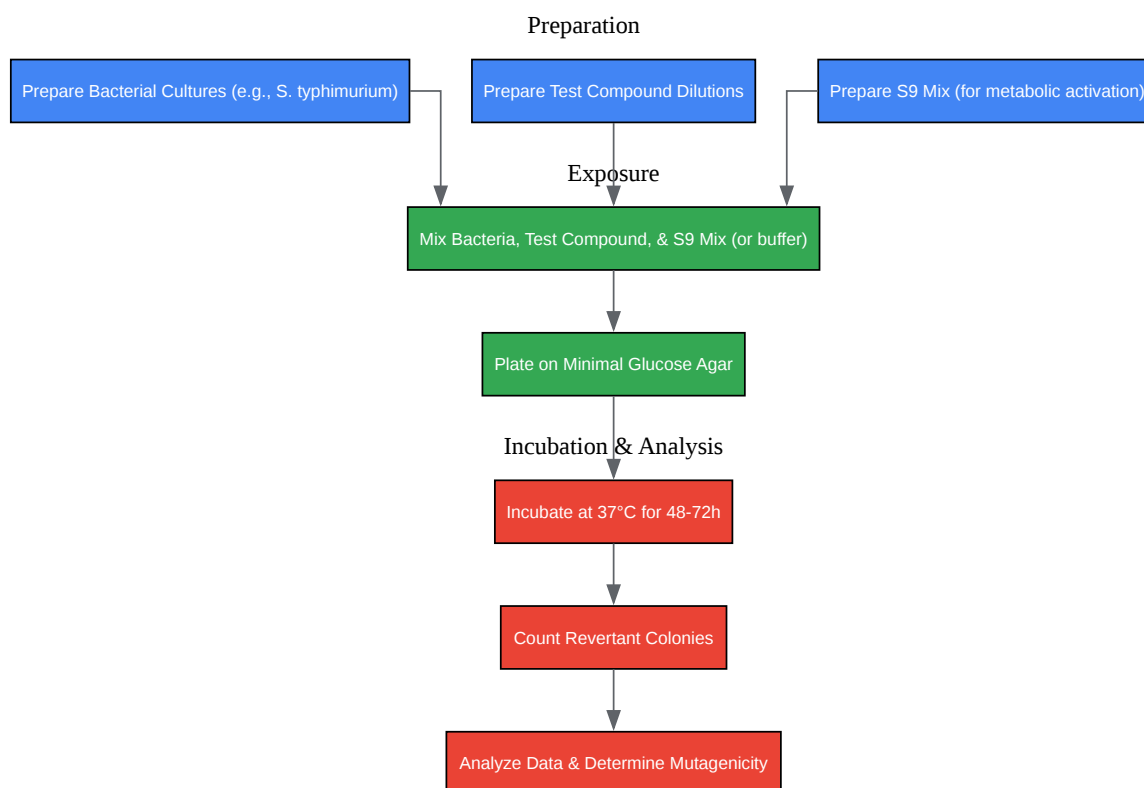 Preparation
Prepare Bacterial Cultures (e.g., S. typhimurium)
Prepare Test Compound Dilutions
Prepare S9 Mix (for metabolic activation)
Exposure
Mix Bacteria, Test Compound, & S9 Mix (or buffer)
Plate on Minimal Glucose Agar
Incubation & Analysis
Incubate at 37°C for 48-72h
Count Revertant Colonies
Analyze Data & Determine Mutagenicity